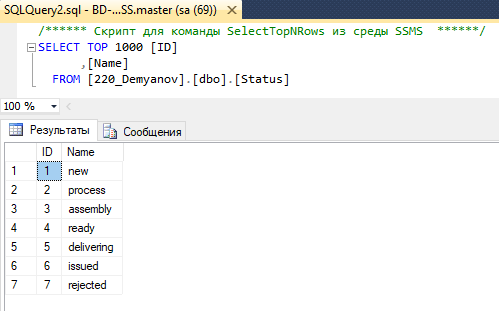 SQLQuery2.sql - BD-...SS.master (sa (69))
/****** Скрипт для команды SelectTopNRows из среды SSMS ******/
SELECT TOP 1000 [ID]
,[Name]
FROM [220_Demyanov].[dbo].[Status]
100 %
Результаты Сообщения
ID Name
1 1 new
2 2 process
3 3 assembly
4 4 ready
5 5 delivering
6 6 issued
7 7 rejected